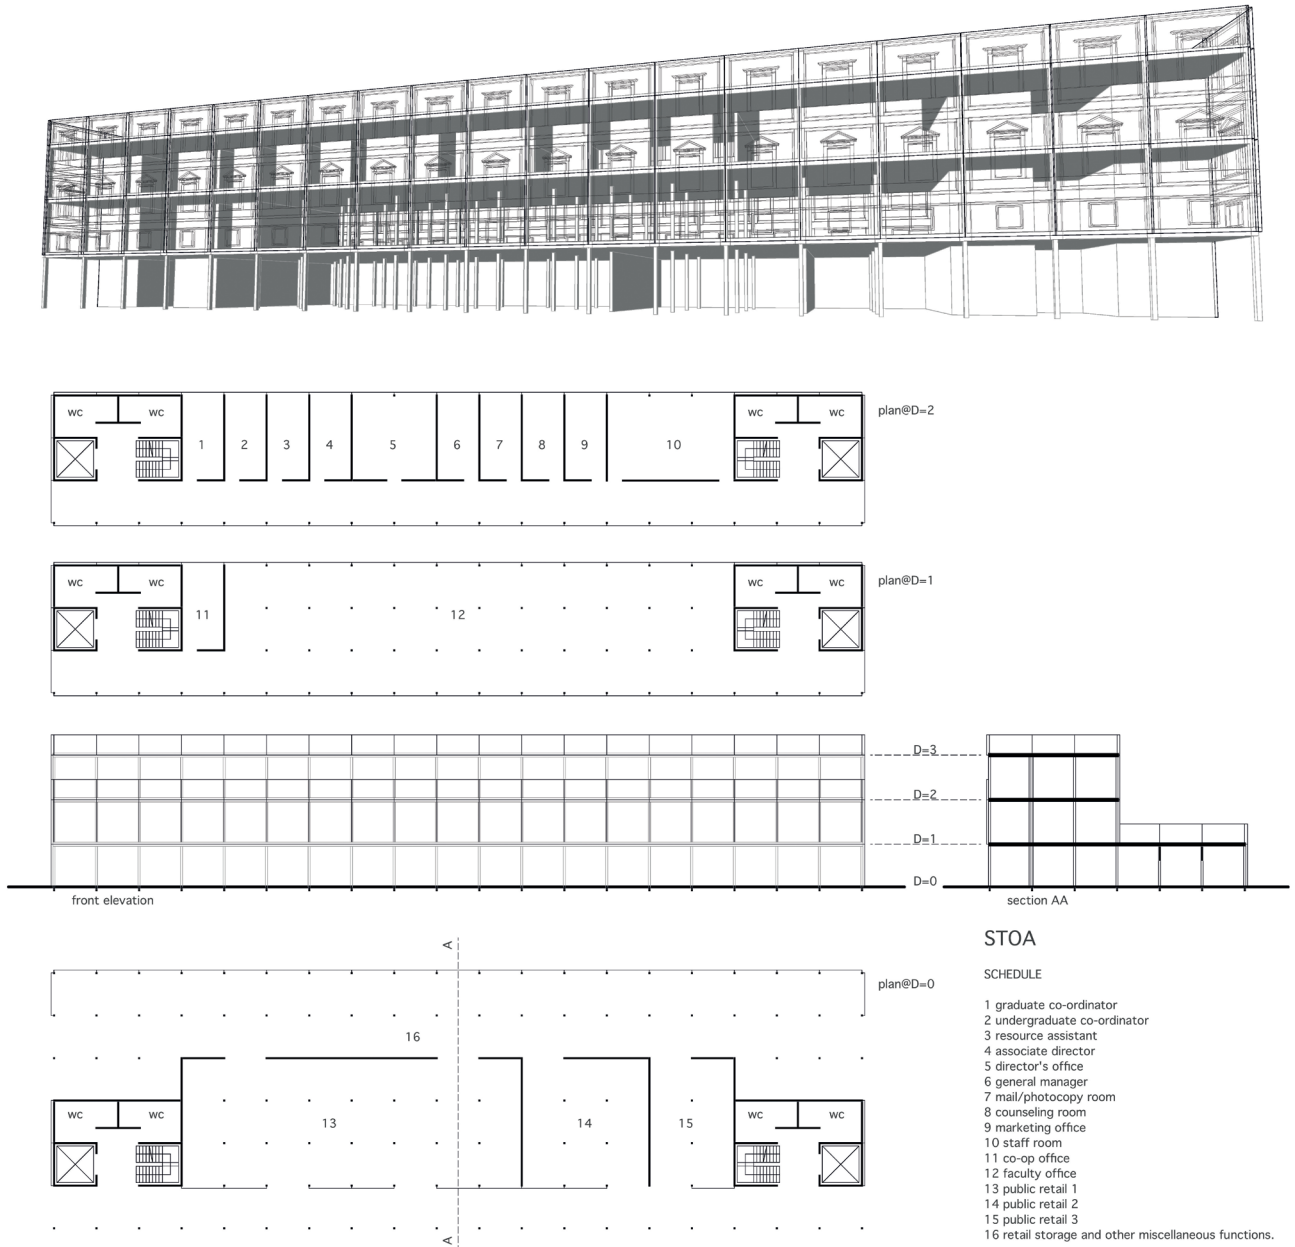 wc wc wc wc plan@D=2
1 2 3 4 5 6 7 8 9 10
wc wc wc wc plan@D=1
11 12
D=3
D=2
D=1
D=0
front elevation section AA
STOA
A
SCHEDULE
plan@D=0
1 graduate co-ordinator
2 undergraduate co-ordinator
3 resource assistant
16
4 associate director
5 director's office
6 general manager
7 mail/photocopy room
8 counseling room
wc wc wc wc
13 14 15
9 marketing office
10 staff room
11 co-op office
12 faculty office
13 public retail 1
14 public retail 2
15 public retail 3
16 retail storage and other miscellaneous functions.
A